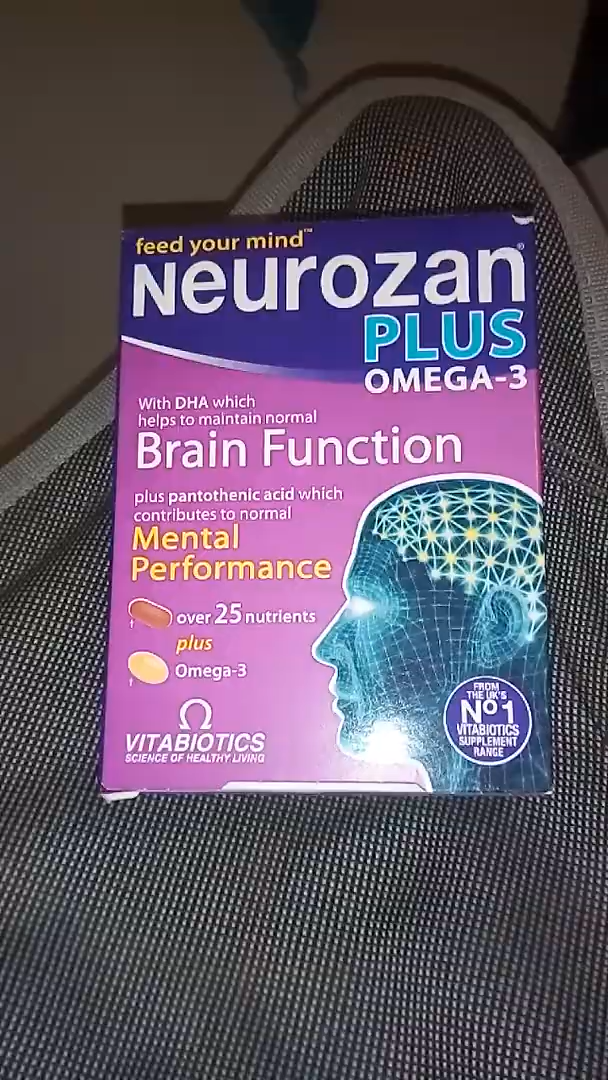 feed your mind™
Neurozan®
PLUS
OMEGA-3
With DHA which
helps to maintain normal
Brain Function
plus pantothenic acid which
contributes to normal
Mental
Performance
† over 25 nutrients
plus
† Omega-3
VITABIOTICS
SCIENCE OF HEALTHY LIVING
FROM
THE UK'S
Nº1
VITABIOTICS
SUPPLEMENT
RANGE